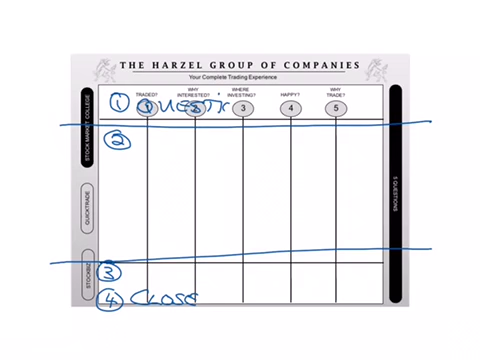 THE HARZEL GROUP OF COMPANIES
Your Complete Trading Experience
TRADED?
WHY INTERESTED?
WHERE INVESTING?
HAPPY?
WHY TRADE?
1 2 3 4 5
① QUESTIO
②
③
④ CLOSE
STOCK MARKET COLLEGE
QUICKTRADE
STOCKBIZ
5 QUESTIONS